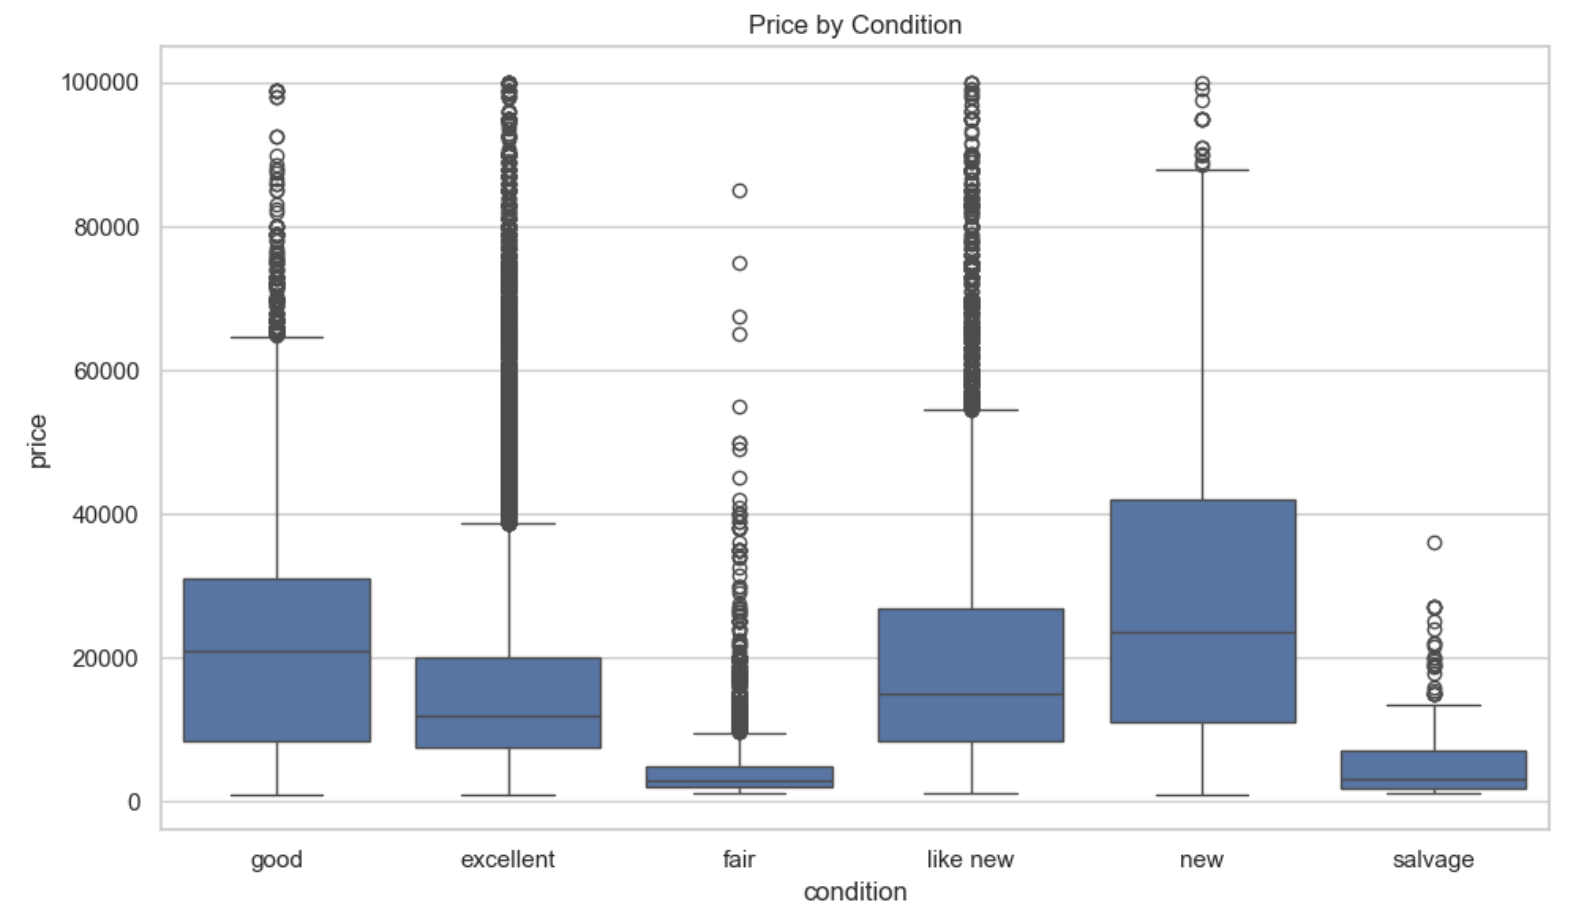 Price by Condition
100000
80000
60000
40000
20000
0
price
good
excellent
fair
like new
new
salvage
condition